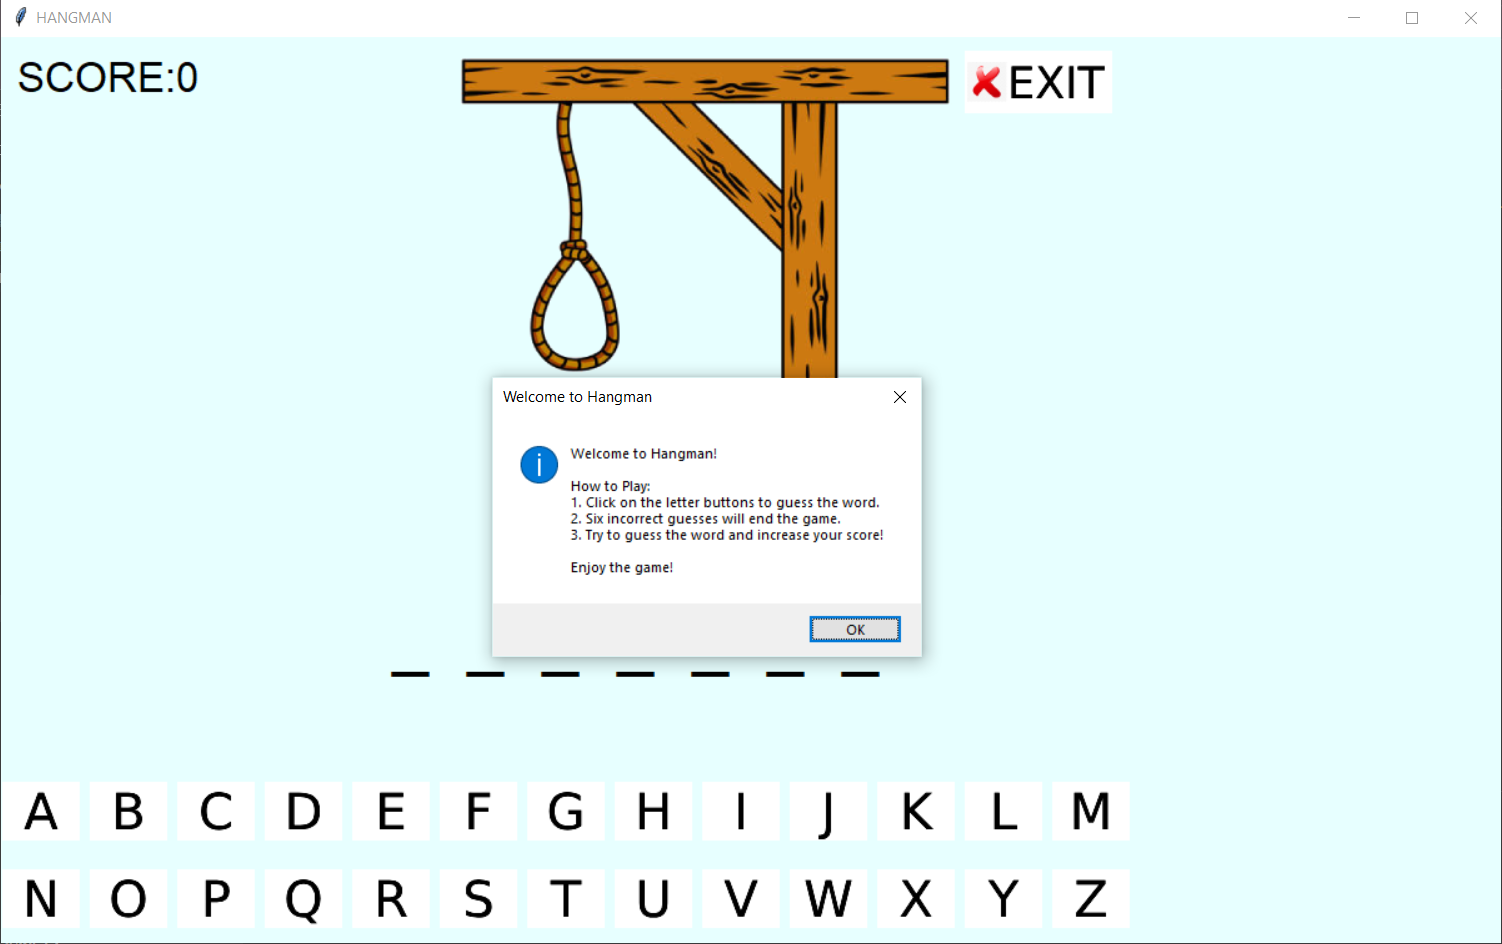 HANGMAN
SCORE:0
EXIT
Welcome to Hangman
Welcome to Hangman!
How to Play:
1. Click on the letter buttons to guess the word.
2. Six incorrect guesses will end the game.
3. Try to guess the word and increase your score!
Enjoy the game!
OK
_ _ _ _ _ _ _
A B C D E F G H I J K L M
N O P Q R S T U V W X Y Z